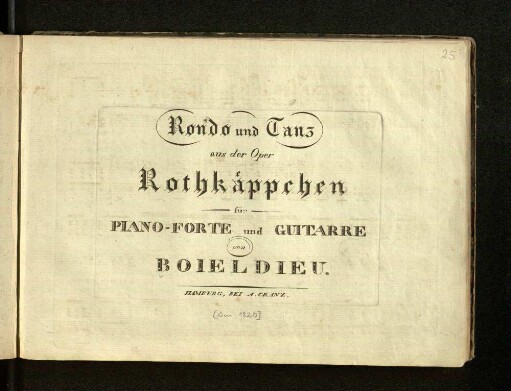 25
Rondo und Tanz
aus der Oper
Rothkäppchen
für
PIANO-FORTE und GUITARRE
von
BOIELDIEU.
HAMBURG, BEI A. CRANZ.